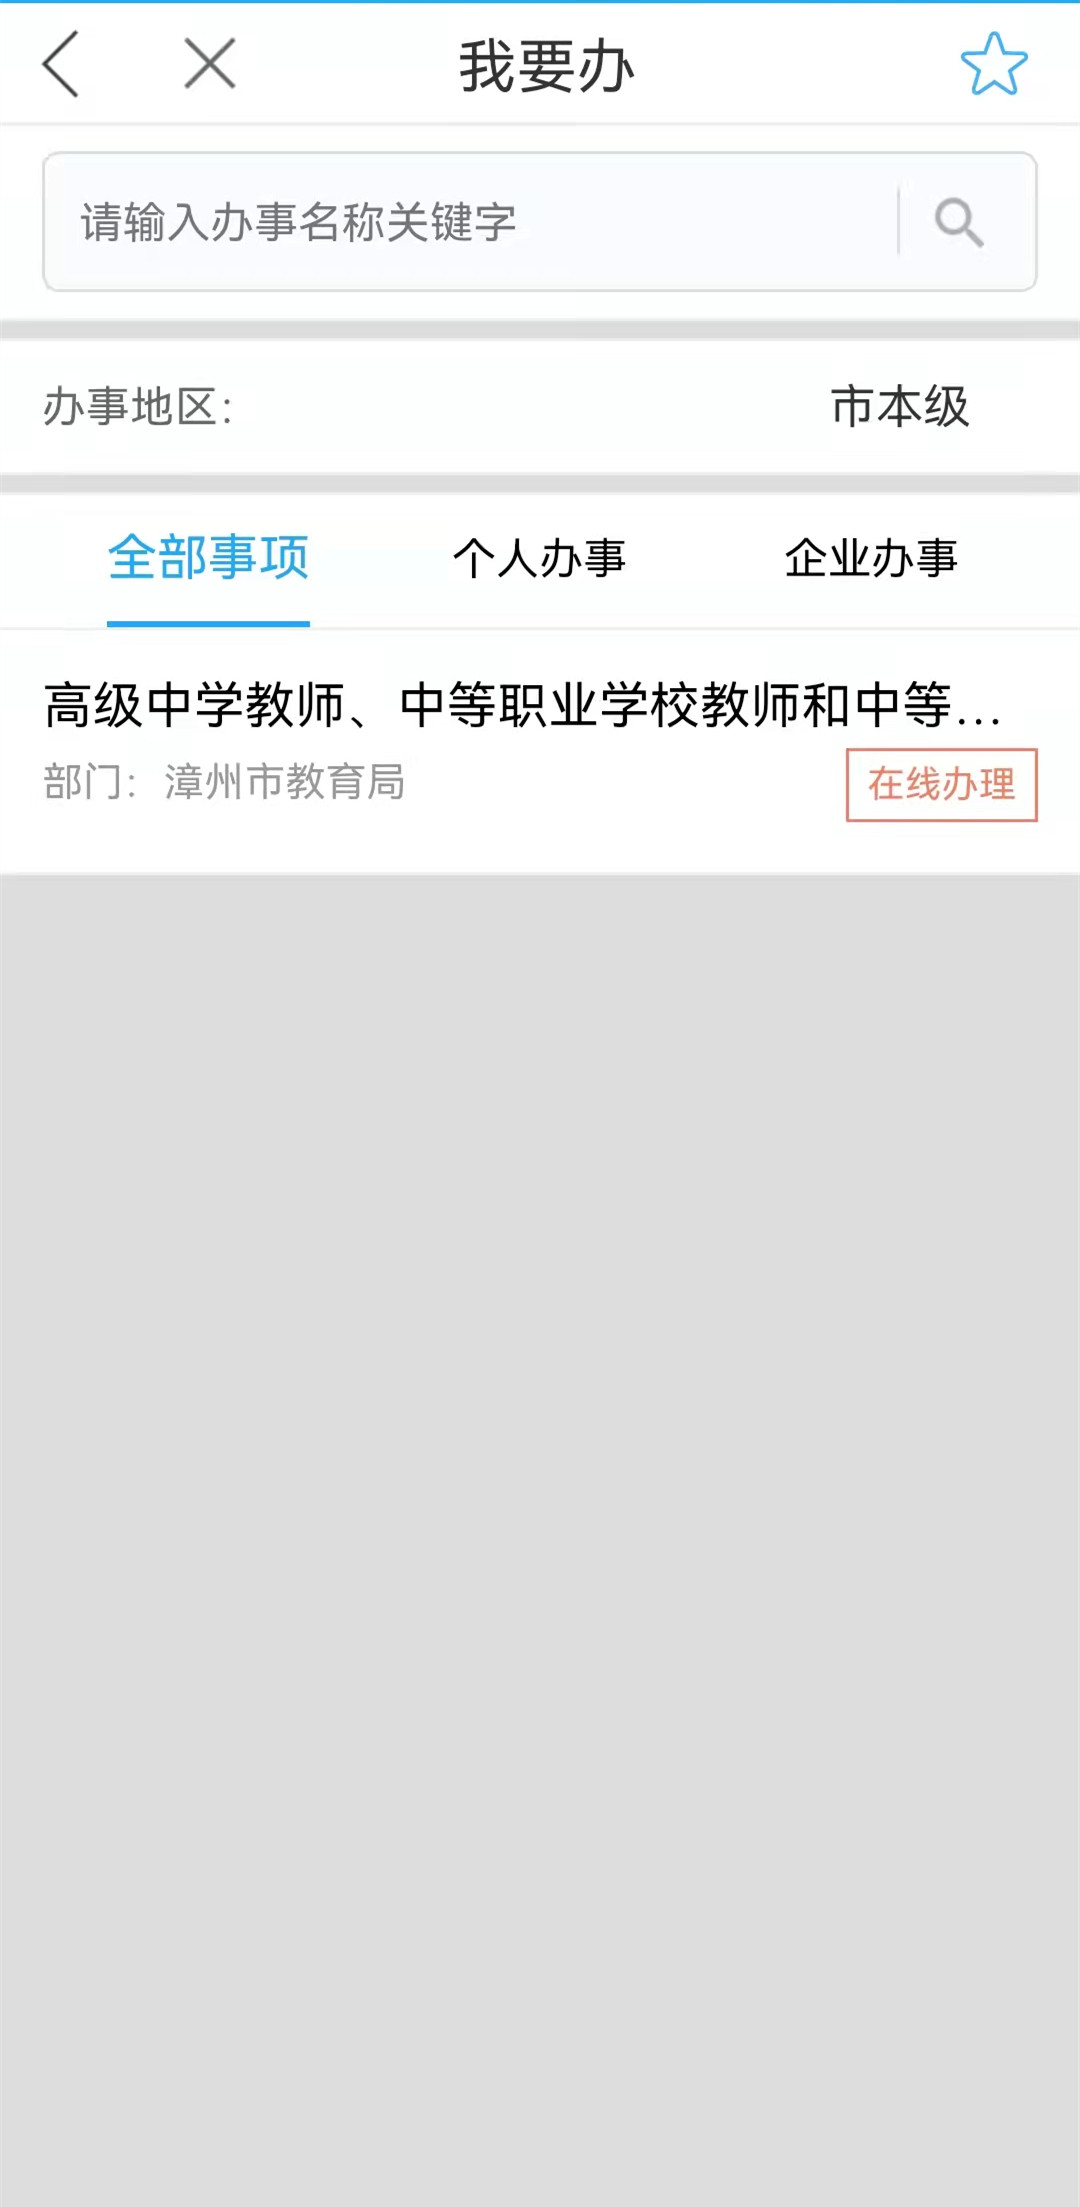 我要办
请输入办事名称关键字
办事地区：
市本级
全部事项
个人办事
企业办事
高级中学教师、中等职业学校教师和中等...
部门：漳州市教育局
在线办理